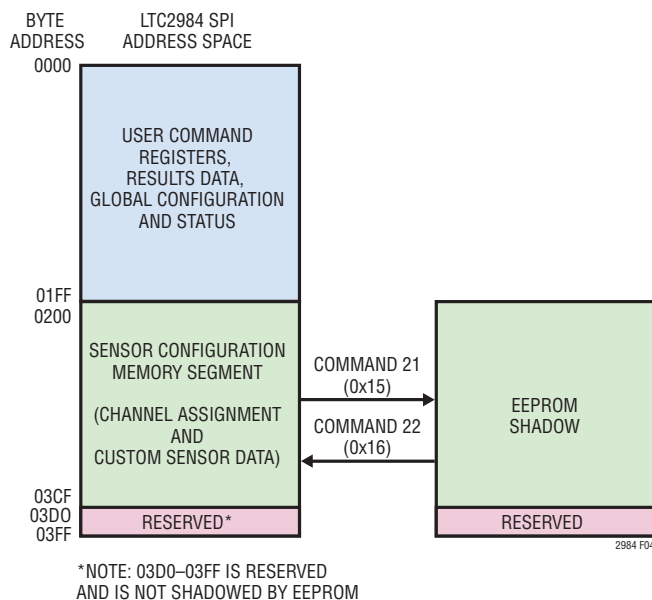 BYTE
ADDRESS
LTC2984 SPI
ADDRESS SPACE
0000
USER COMMAND
REGISTERS,
RESULTS DATA,
GLOBAL CONFIGURATION
AND STATUS
01FF
0200
SENSOR CONFIGURATION
MEMORY SEGMENT
(CHANNEL ASSIGNMENT
AND
CUSTOM SENSOR DATA)
COMMAND 21
(0x15)
COMMAND 22
(0x16)
EEPROM
SHADOW
03CF
03D0
03FF
RESERVED*
RESERVED
2984 F04
*NOTE: 03D0–03FF IS RESERVED
AND IS NOT SHADOWED BY EEPROM